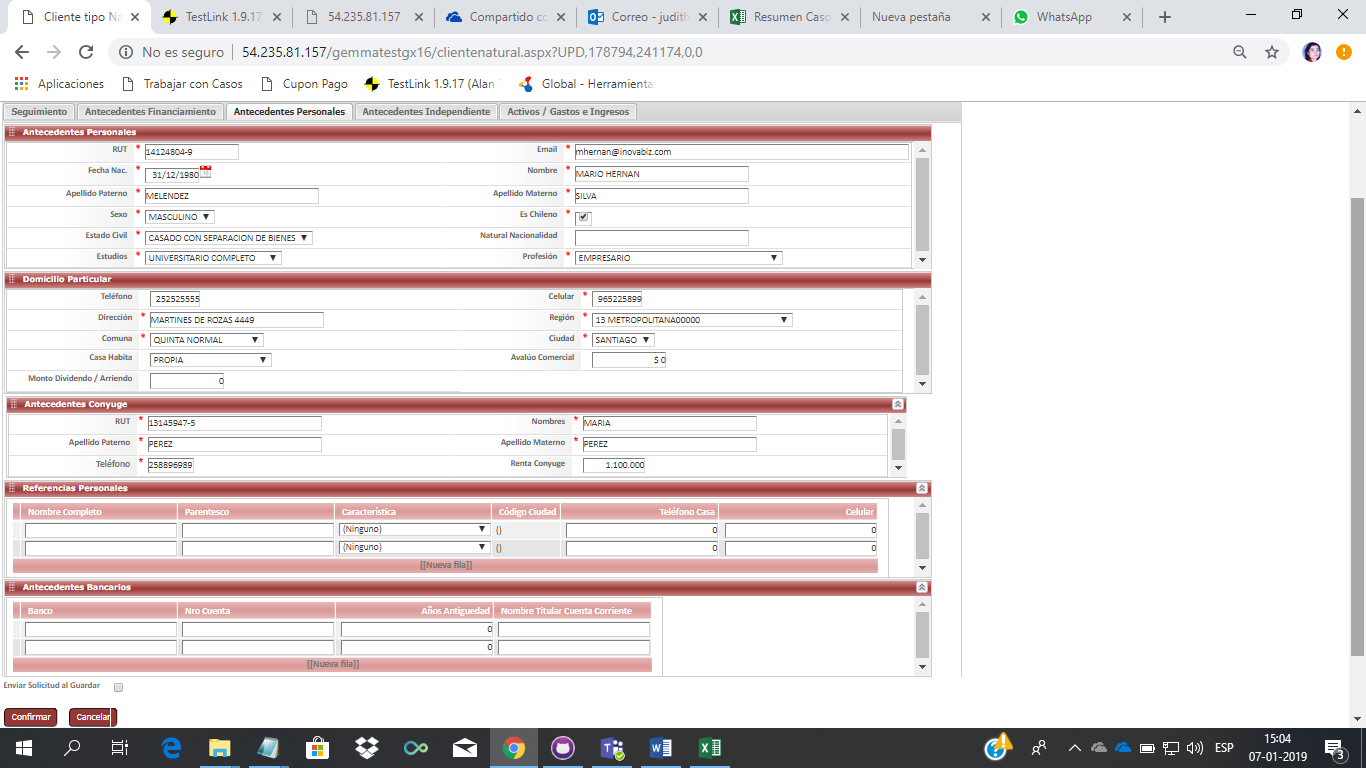 Cliente tipo Na
TestLink 1.9.17
54.235.81.157
Compartido co
Correo - judith
Resumen Caso
Nueva pestaña
WhatsApp
No es seguro 54.235.81.157/gemmatestgx16/clientenatural.aspx?UPD,178794,241174,0,0
Aplicaciones
Trabajar con Casos
Cupon Pago
TestLink 1.9.17 (Alan
Global - Herramienta
Seguimiento
Antecedentes Financiamiento
Antecedentes Personales
Antecedentes Independiente
Activos / Gastos e Ingresos
Antecedentes Personales
RUT * 14124804-9 Email * mhernan@inovabiz.com
Fecha Nac. * 31/12/1980 Nombre * MARIO HERNAN
Apellido Paterno * MELENDEZ Apellido Materno * SILVA
Sexo * MASCULINO Es Chileno *
Estado Civil * CASADO CON SEPARACION DE BIENES Natural Nacionalidad
Estudios * UNIVERSITARIO COMPLETO Profesión * EMPRESARIO
Domicilio Particular
Teléfono 252525555 Celular * 965225899
Dirección * MARTINES DE ROZAS 4449 Región * 13 METROPOLITANA00000
Comuna * QUINTA NORMAL Ciudad * SANTIAGO
Casa Habita PROPIA Avalúo Comercial $ 0
Monto Dividendo / Arriendo 0
Antecedentes Conyuge
RUT * 13145947-5 Nombres * MARIA
Apellido Paterno * PEREZ Apellido Materno * PEREZ
Teléfono * 258896989 Renta Conyuge 1.100.000
Referencias Personales
Nombre Completo Parentesco Característica Código Ciudad Teléfono Casa Celular
(Ninguno) () 0 0
(Ninguno) () 0 0
[[Nueva fila]]
Antecedentes Bancarios
Banco Nro Cuenta Años Antiguedad Nombre Titular Cuenta Corriente
0
0
[[Nueva fila]]
Enviar Solicitud al Guardar
Confirmar Cancelar
ESP
15:04
07-01-2019
3